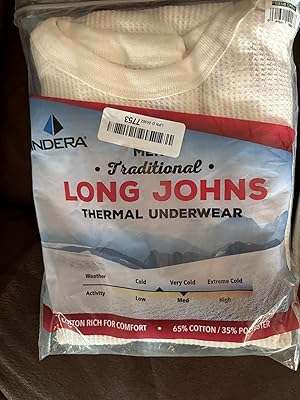 INDERA
7753
• Traditional •
LONG JOHNS
THERMAL UNDERWEAR
Weather Cold Very Cold Extreme Cold
Activity Low Med High
COTTON RICH FOR COMFORT • 65% COTTON / 35% POLYESTER